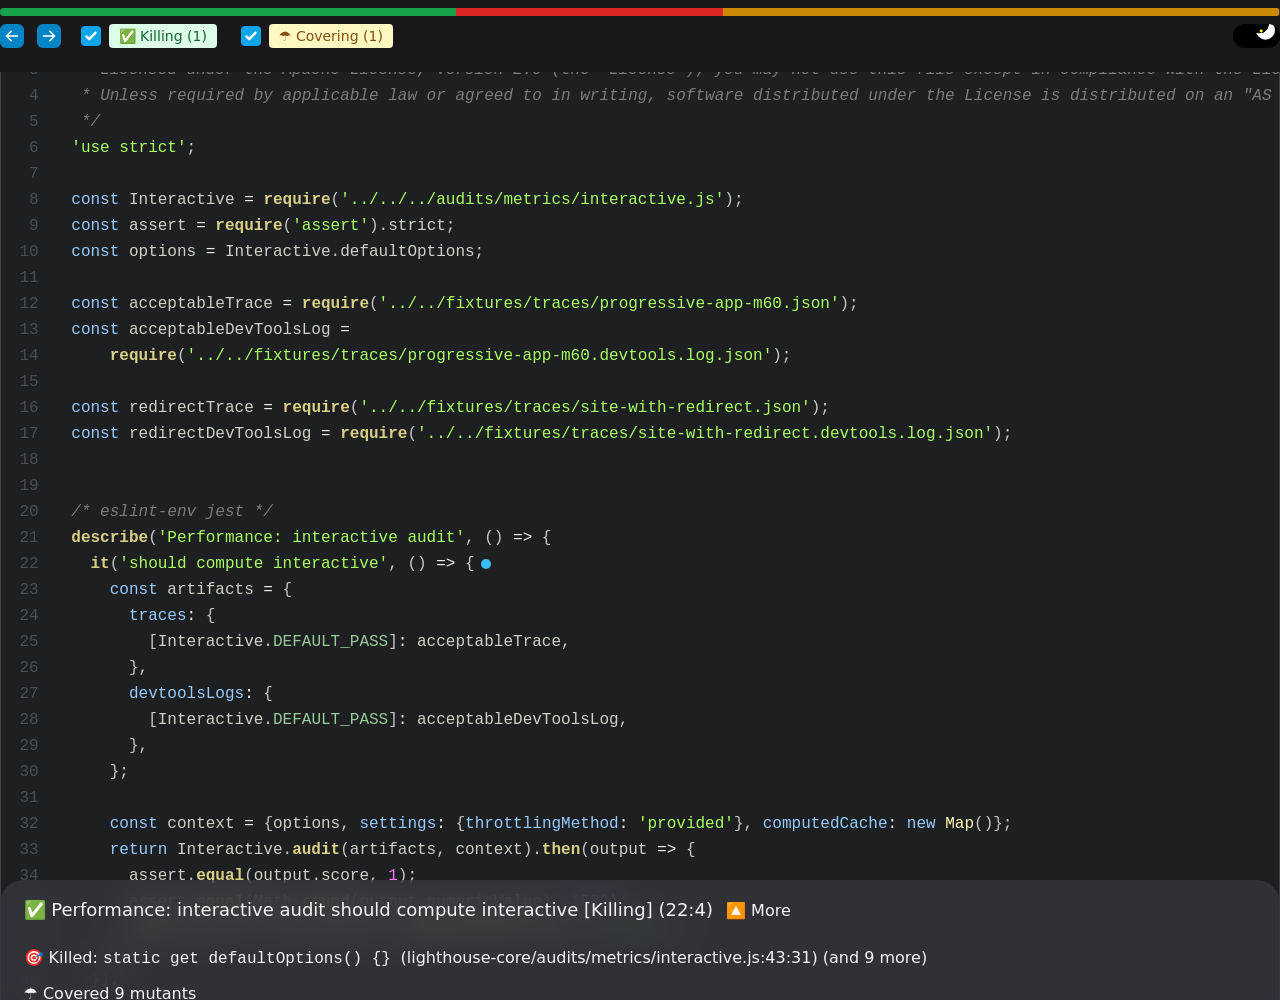 ✅ Killing (1) ☂ Covering (1)
4 * Unless required by applicable law or agreed to in writing, software distributed under the License is distributed on an "AS
5 */
6 'use strict';
7
8 const Interactive = require('../../../audits/metrics/interactive.js');
9 const assert = require('assert').strict;
10 const options = Interactive.defaultOptions;
11
12 const acceptableTrace = require('../../fixtures/traces/progressive-app-m60.json');
13 const acceptableDevToolsLog =
14 require('../../fixtures/traces/progressive-app-m60.devtools.log.json');
15
16 const redirectTrace = require('../../fixtures/traces/site-with-redirect.json');
17 const redirectDevToolsLog = require('../../fixtures/traces/site-with-redirect.devtools.log.json');
18
19
20 /* eslint-env jest */
21 describe('Performance: interactive audit', () => {
22 it('should compute interactive', () => {
23 const artifacts = {
24 traces: {
25 [Interactive.DEFAULT_PASS]: acceptableTrace,
26 },
27 devtoolsLogs: {
28 [Interactive.DEFAULT_PASS]: acceptableDevToolsLog,
29 },
30 };
31
32 const context = {options, settings: {throttlingMethod: 'provided'}, computedCache: new Map()};
33 return Interactive.audit(artifacts, context).then(output => {
34 assert.equal(output.score, 1);
✅ Performance: interactive audit should compute interactive [Killing] (22:4) 🔼 More
🎯 Killed: static get defaultOptions() {} (lighthouse-core/audits/metrics/interactive.js:43:31) (and 9 more)
☂ Covered 9 mutants